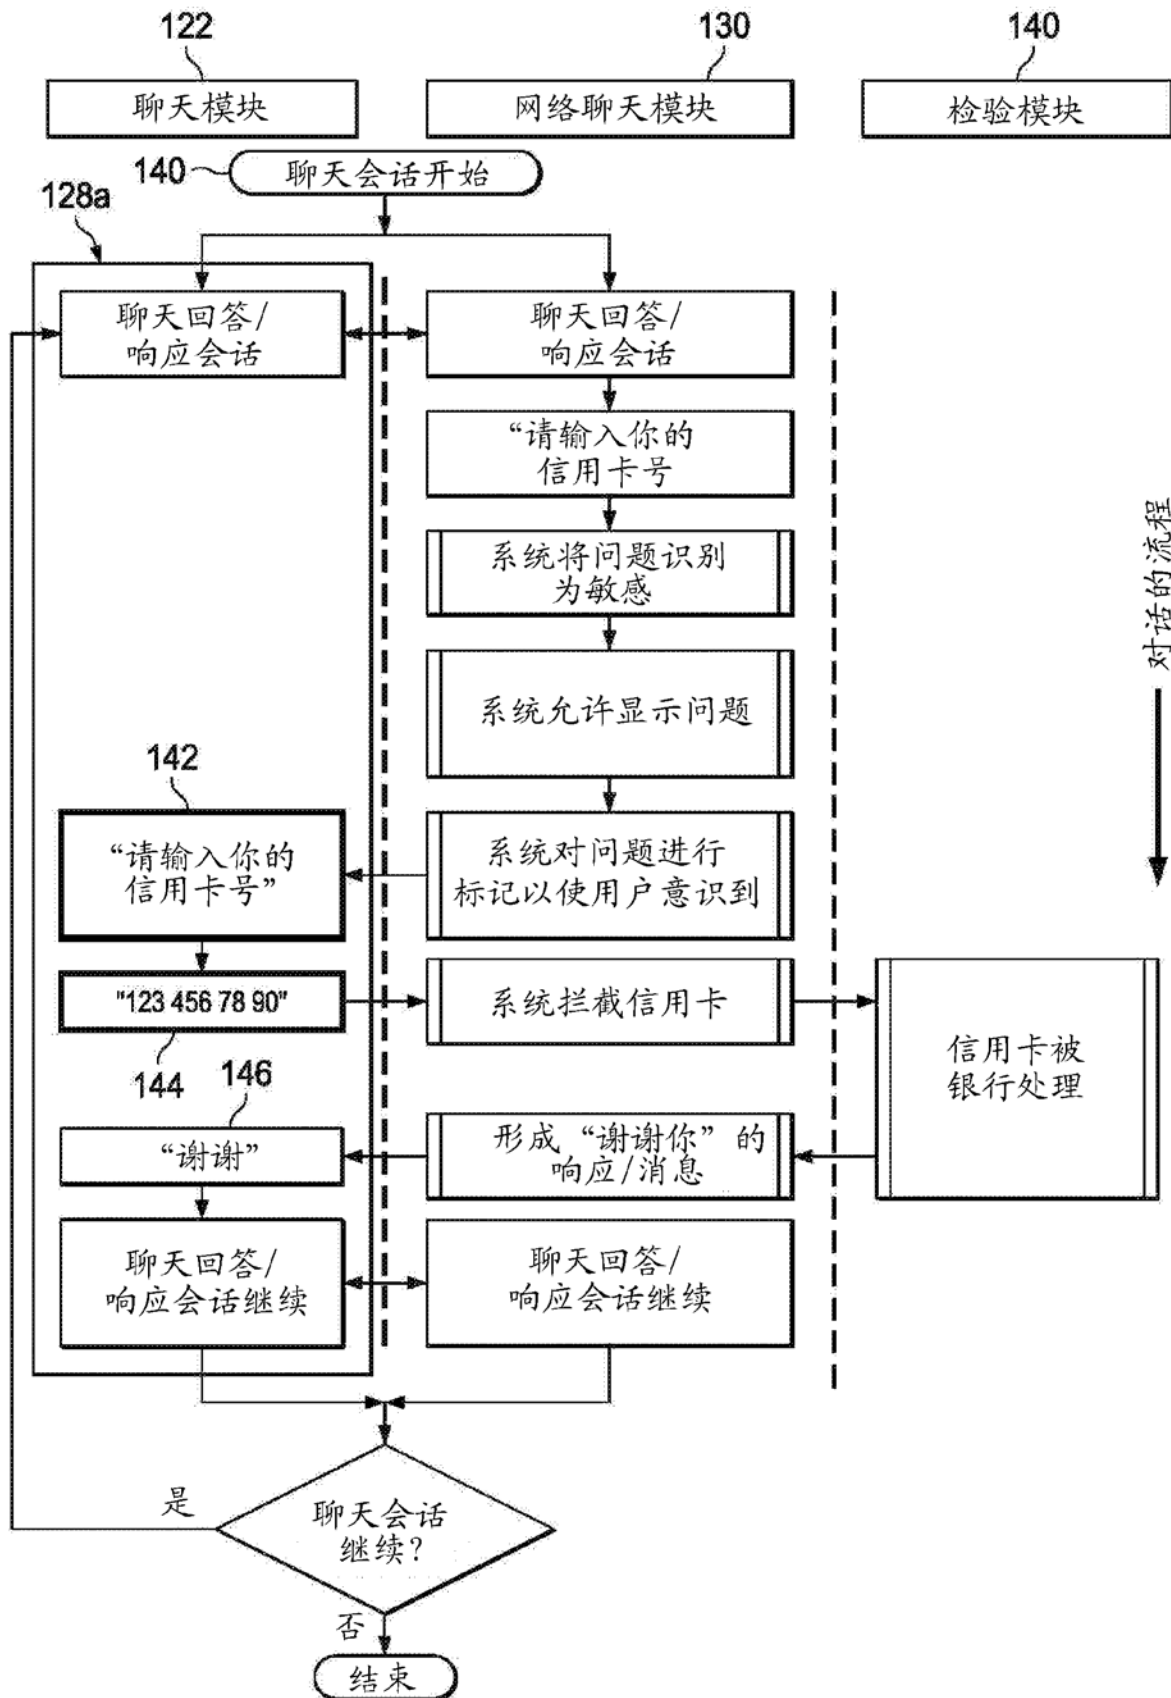 122
130
140
聊天模块
网络聊天模块
检验模块
140
聊天会话开始
128a
聊天回答/
响应会话
聊天回答/
响应会话
“请输入你的
信用卡号
系统将问题识别
为敏感
系统允许显示问题
对话的流程
142
“请输入你的
信用卡号”
系统对问题进行
标记以使用户意识到
"123 456 78 90"
系统拦截信用卡
信用卡被
银行处理
144
146
“谢谢”
形成“谢谢你”的
响应/消息
聊天回答/
响应会话继续
聊天回答/
响应会话继续
是
聊天会话
继续?
否
结束